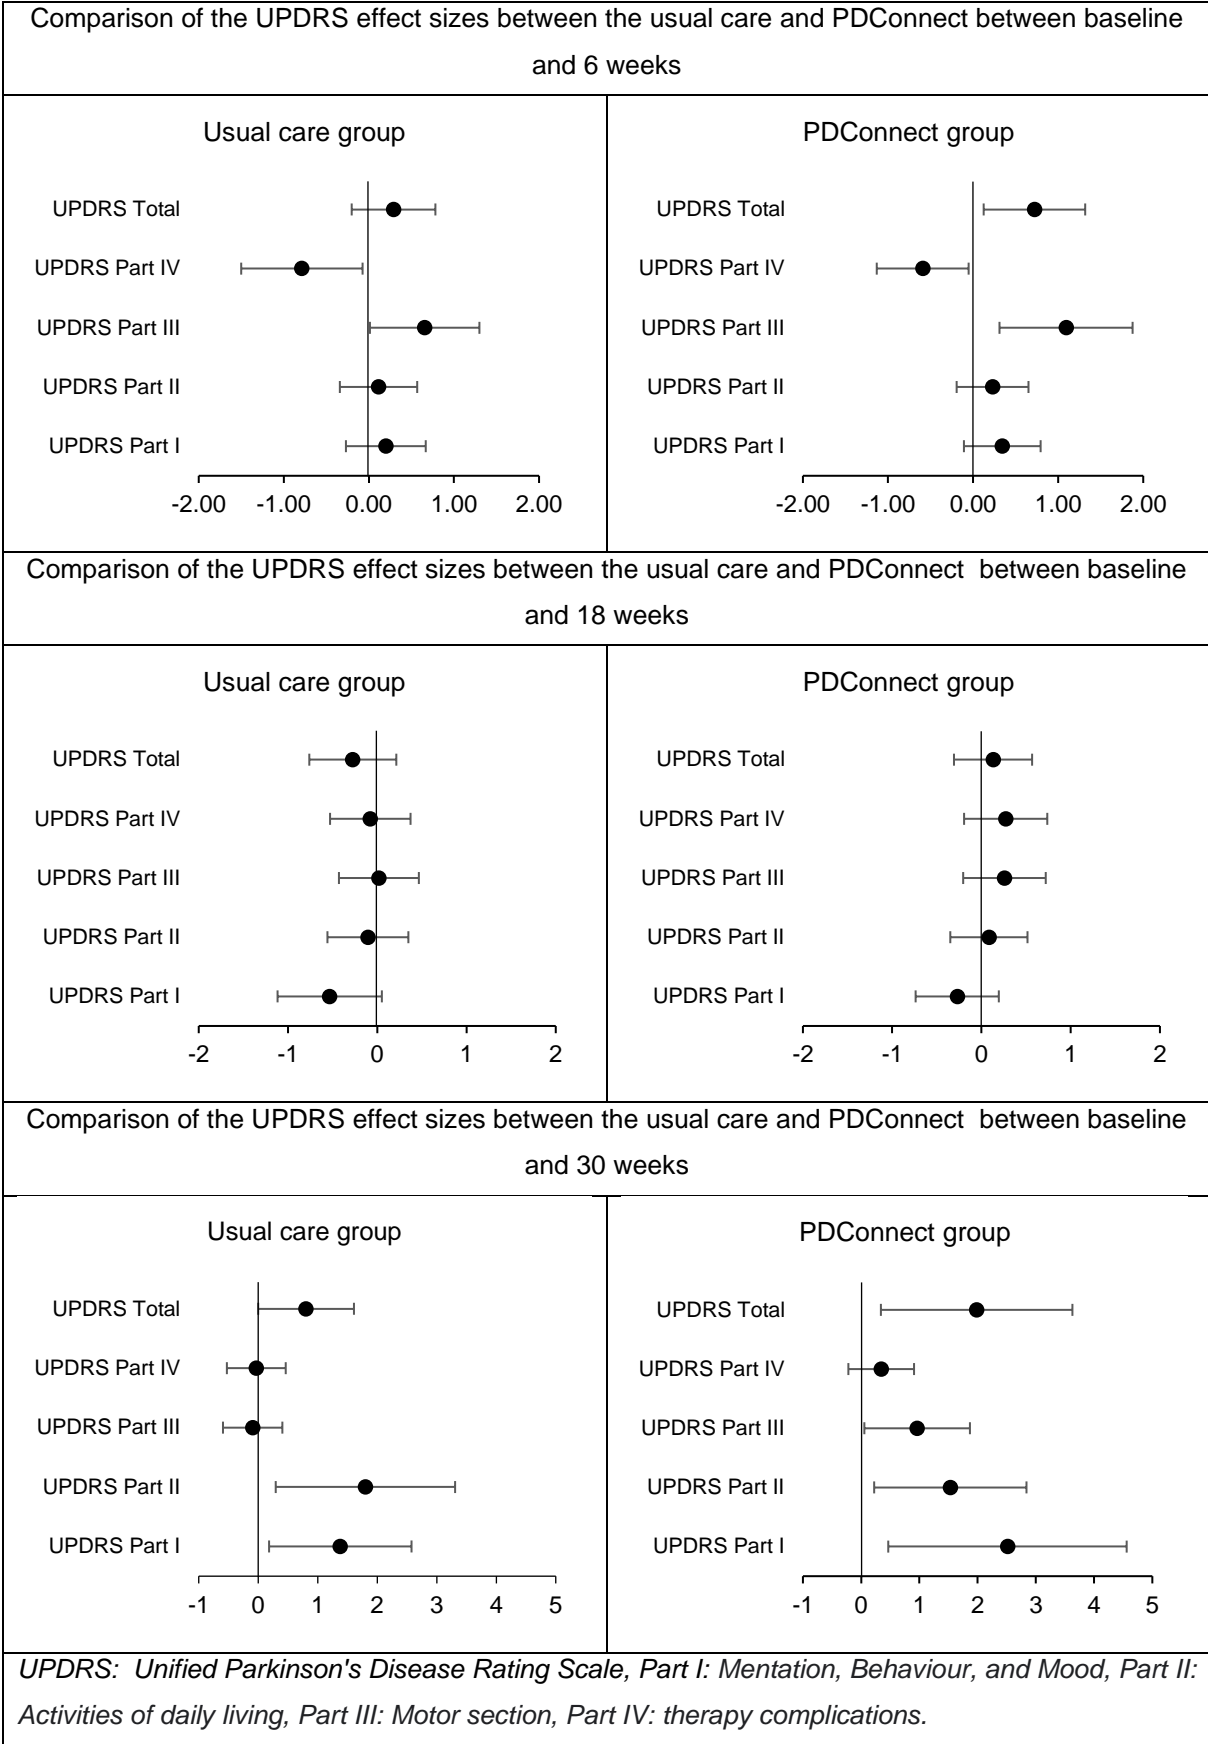 Comparison of the UPDRS effect sizes between the usual care and PDConnect between baseline
and 6 weeks
Usual care group
UPDRS Total
UPDRS Part IV
UPDRS Part III
UPDRS Part II
UPDRS Part I
-2.00 -1.00 0.00 1.00 2.00
PDConnect group
UPDRS Total
UPDRS Part IV
UPDRS Part III
UPDRS Part II
UPDRS Part I
-2.00 -1.00 0.00 1.00 2.00
Comparison of the UPDRS effect sizes between the usual care and PDConnect between baseline
and 18 weeks
Usual care group
UPDRS Total
UPDRS Part IV
UPDRS Part III
UPDRS Part II
UPDRS Part I
-2 -1 0 1 2
PDConnect group
UPDRS Total
UPDRS Part IV
UPDRS Part III
UPDRS Part II
UPDRS Part I
-2 -1 0 1 2
Comparison of the UPDRS effect sizes between the usual care and PDConnect between baseline
and 30 weeks
Usual care group
UPDRS Total
UPDRS Part IV
UPDRS Part III
UPDRS Part II
UPDRS Part I
-1 0 1 2 3 4 5
PDConnect group
UPDRS Total
UPDRS Part IV
UPDRS Part III
UPDRS Part II
UPDRS Part I
-1 0 1 2 3 4 5
UPDRS: Unified Parkinson's Disease Rating Scale, Part I: Mentation, Behaviour, and Mood, Part II:
Activities of daily living, Part III: Motor section, Part IV: therapy complications.